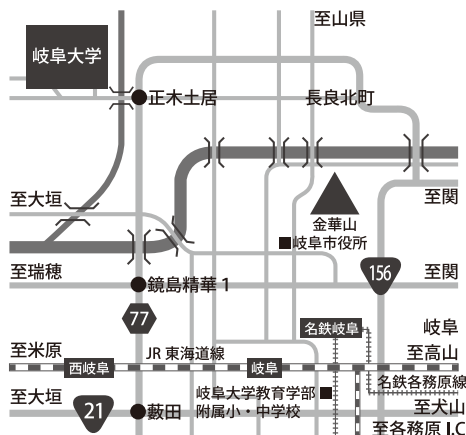 至山県
岐阜大学
正木土居
長良北町
至大垣
至関
金華山
岐阜市役所
至瑞穂
156
至関
鏡島精華1
77
名鉄岐阜
岐阜
至米原
JR 東海道線
至高山
西岐阜
岐阜
名鉄各務原線
至大垣
岐阜大学教育学部
21
藪田
附属小・中学校
至犬山
至各務原 I.C